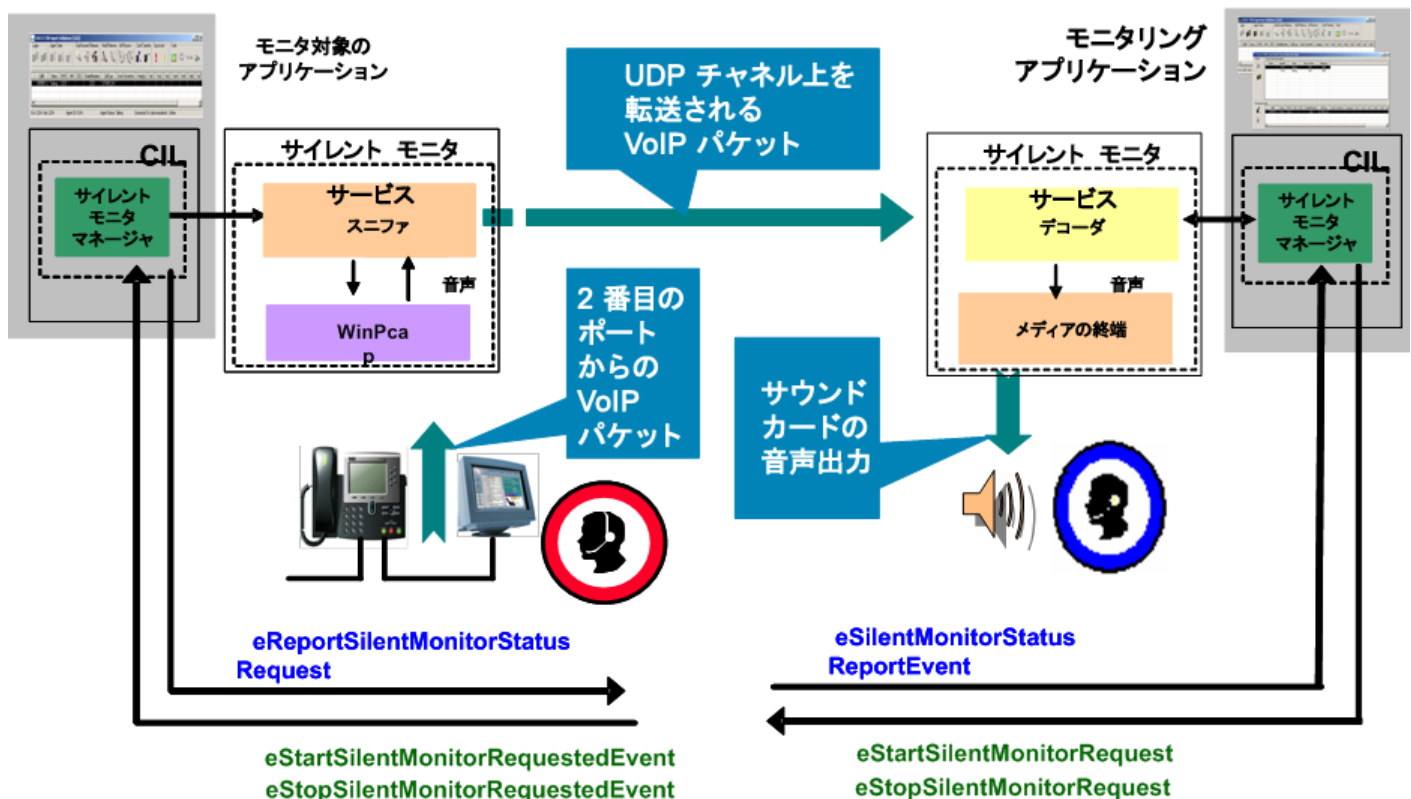 モニタ対象の
アプリケーション
CIL
サイレント
モニタ
マネージャ
サイレント モニタ
サービス
スニファ
音声
WinPca
p
UDP チャネル上を
転送される
VoIP パケット
2 番目の
ポート
からの
VoIP
パケット
モニタリング
アプリケーション
サイレント モニタ
サービス
デコーダ
音声
メディアの終端
CIL
サイレント
モニタ
マネージャ
サウンド
カードの
音声出力
eReportSilentMonitorStatus
Request
eSilentMonitorStatus
ReportEvent
eStartSilentMonitorRequestedEvent
eStopSilentMonitorRequestedEvent
eStartSilentMonitorRequest
eStopSilentMonitorRequest